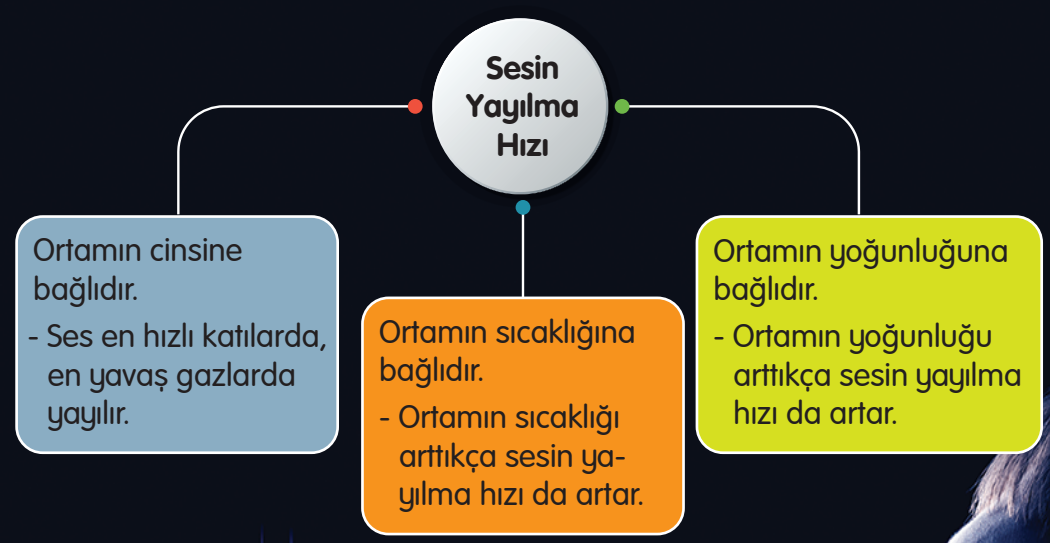 Sesin
Yayılma
Hızı
Ortamın cinsine
bağlıdır.
- Ses en hızlı katılarda,
en yavaş gazlarda
yayılır.
Ortamın sıcaklığına
bağlıdır.
- Ortamın sıcaklığı
arttıkça sesin ya-
yılma hızı da artar.
Ortamın yoğunluğuna
bağlıdır.
- Ortamın yoğunluğu
arttıkça sesin yayılma
hızı da artar.